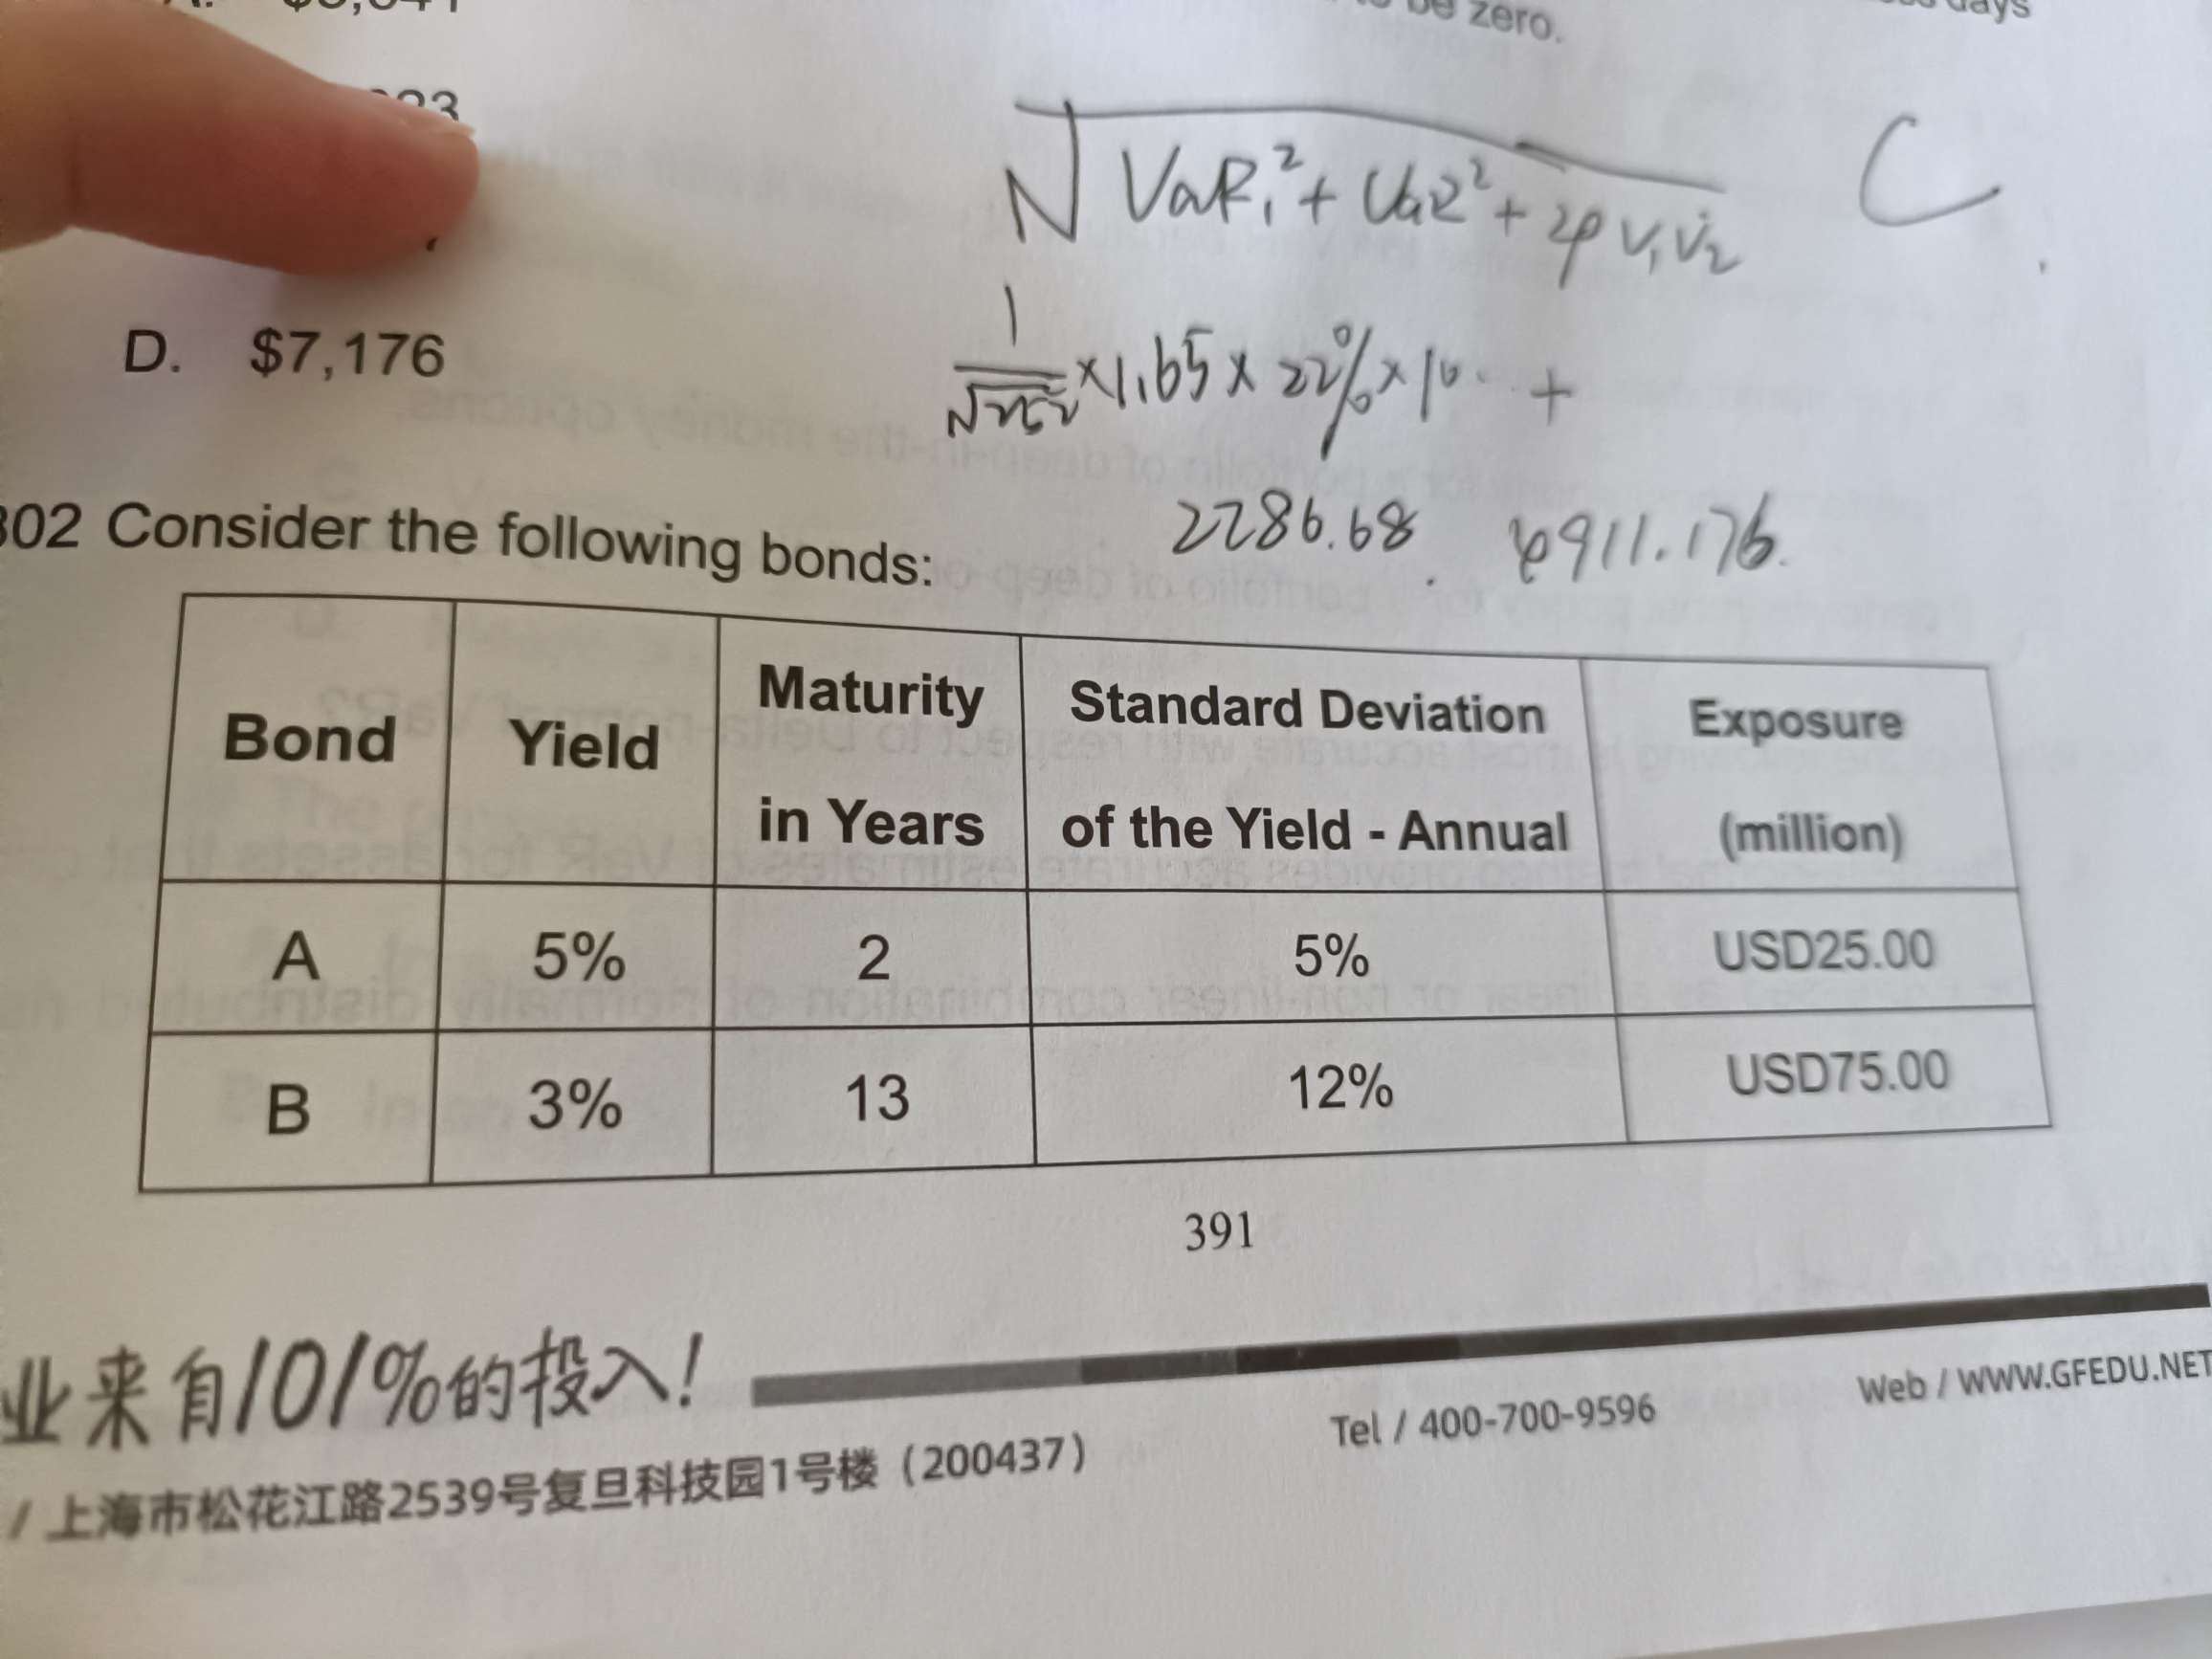 be zero.
days
D. $7,176
√VaR₁² + VaR² + 2ρV₁V₂
C
1/√252 × 1.65 × 22% × 10 +
302 Consider the following bonds:
2286.68. 6911.176.
Bond Yield Maturity in Years Standard Deviation of the Yield - Annual Exposure (million)
A 5% 2 5% USD25.00
B 3% 13 12% USD75.00
391
业来自101%的投入!
/ 上海市松花江路2539号复旦科技园1号楼 (200437)
Tel / 400-700-9596
Web / WWW.GFEDU.NET